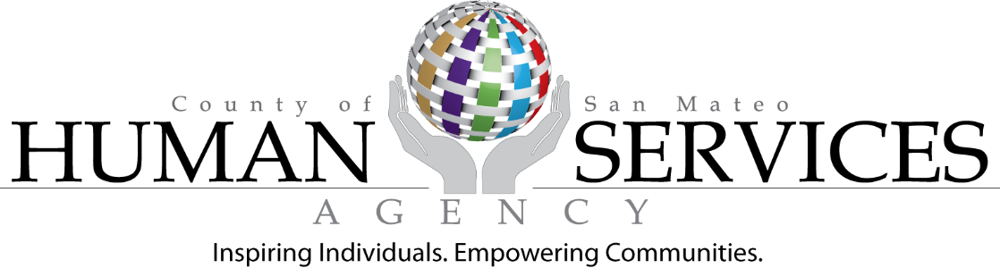 County of San Mateo
HUMAN SERVICES
AGENCY
Inspiring Individuals. Empowering Communities.